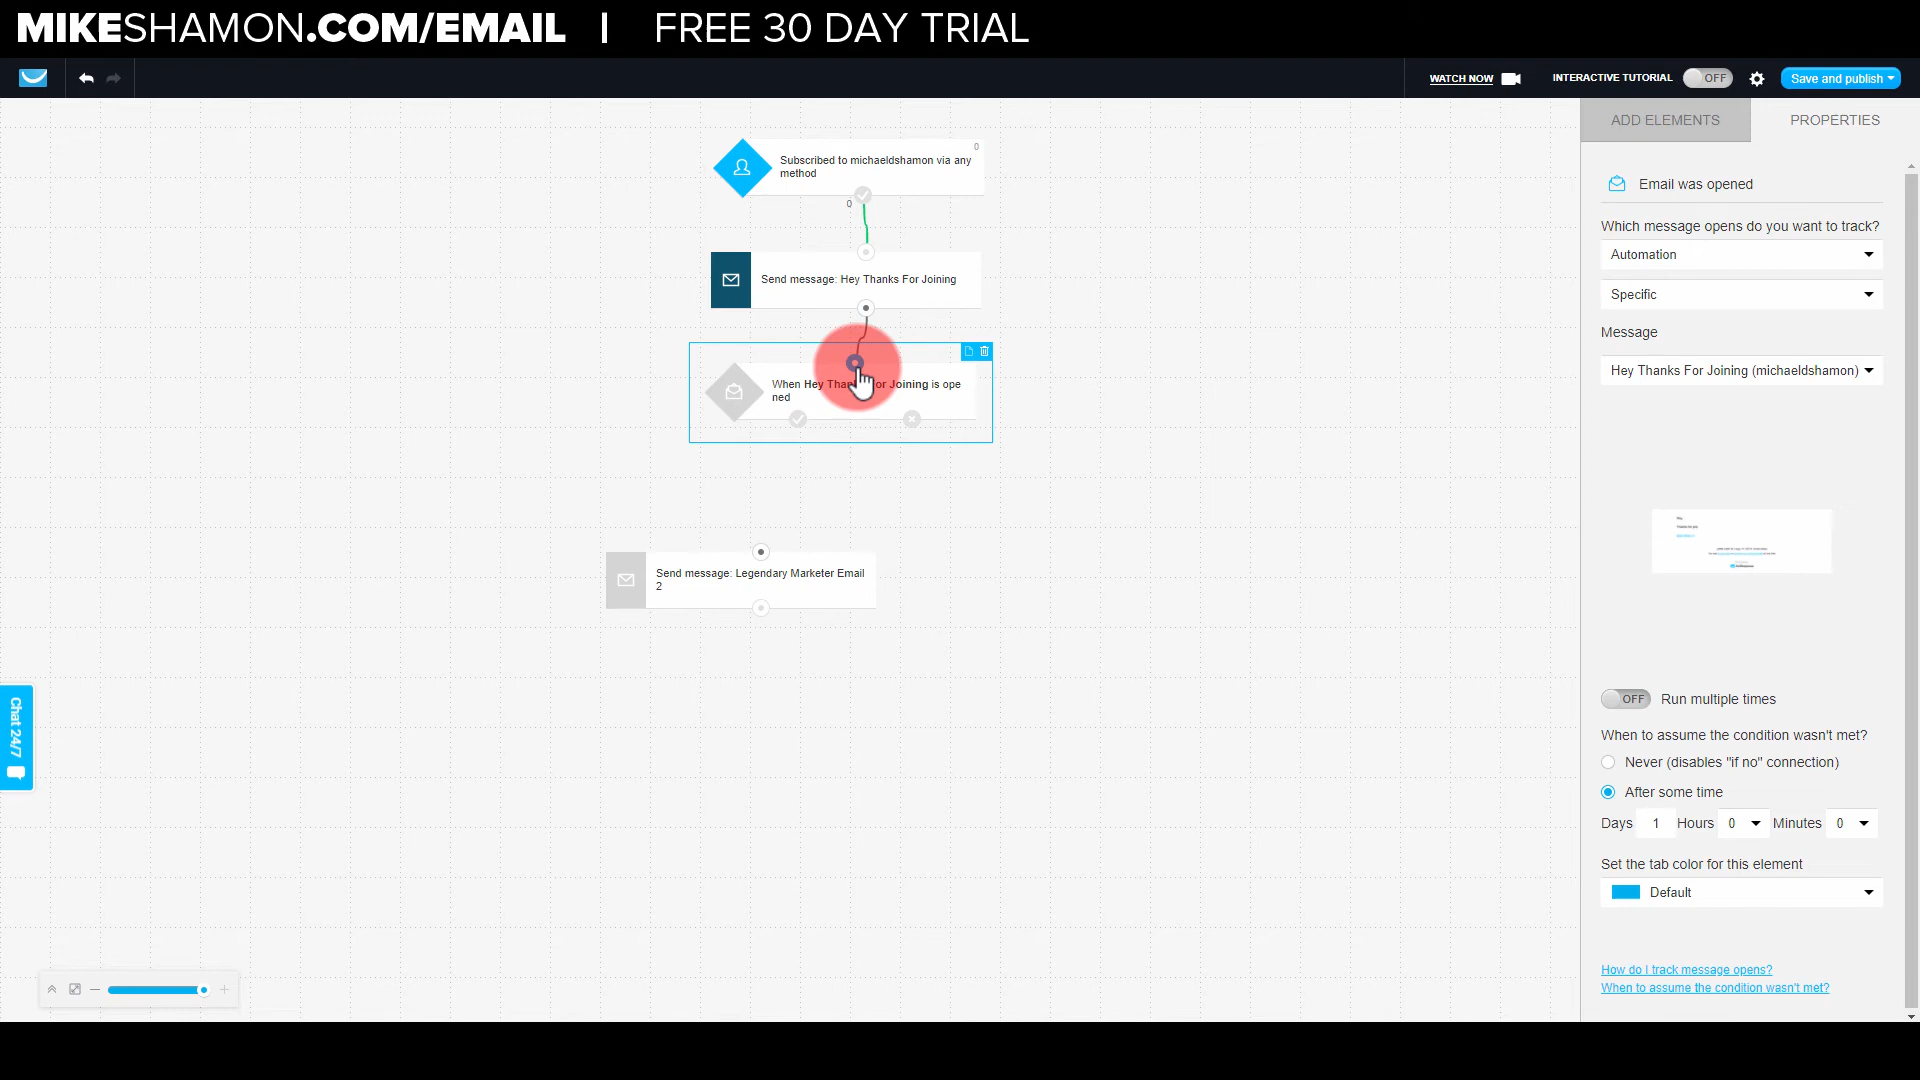 MIKESHAMON.COM/EMAIL | FREE 30 DAY TRIAL
WATCH NOW
INTERACTIVE TUTORIAL
OFF
Save and publish
ADD ELEMENTS
PROPERTIES
0
Subscribed to michaeldshamon via any
method
0
Send message: Hey Thanks For Joining
When Hey Thanks For Joining is ope
ned
Send message: Legendary Marketer Email
2
Chat 24/7
Email was opened
Which message opens do you want to track?
Automation
Specific
Message
Hey Thanks For Joining (michaeldshamon)
OFF Run multiple times
When to assume the condition wasn't met?
Never (disables "if no" connection)
After some time
Days 1 Hours 0 Minutes 0
Set the tab color for this element
Default
How do I track message opens?
When to assume the condition wasn't met?